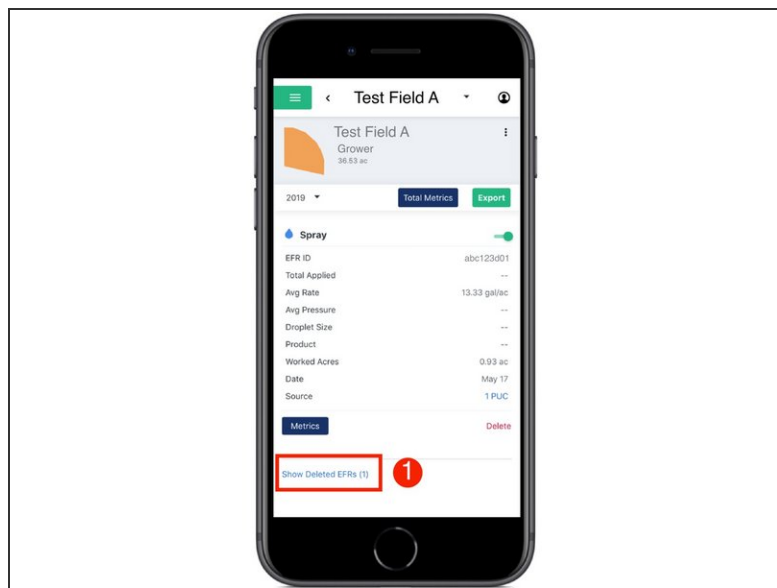 Test Field A
Test Field A
Grower
36.53 ac
2019
Total Metrics
Export
Spray
EFR ID abc123d01
Total Applied --
Avg Rate 13.33 gal/ac
Avg Pressure --
Droplet Size --
Product --
Worked Acres 0.93 ac
Date May 17
Source 1 PUC
Metrics
Delete
Show Deleted EFRs (1)
1